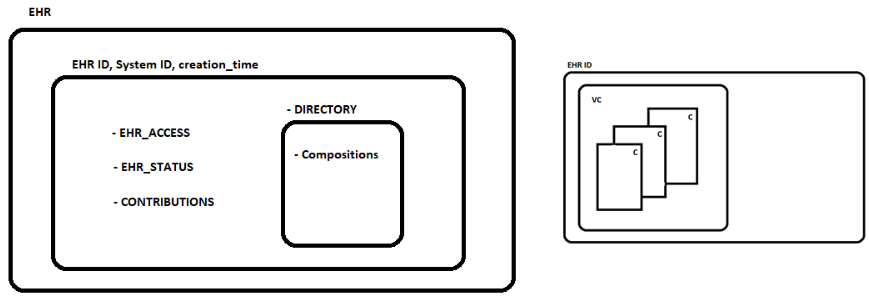 EHR
EHR ID, System ID, creation_time
- DIRECTORY
- EHR_ACCESS
- Compositions
- EHR_STATUS
- CONTRIBUTIONS
EHR ID
VC
C
C
C